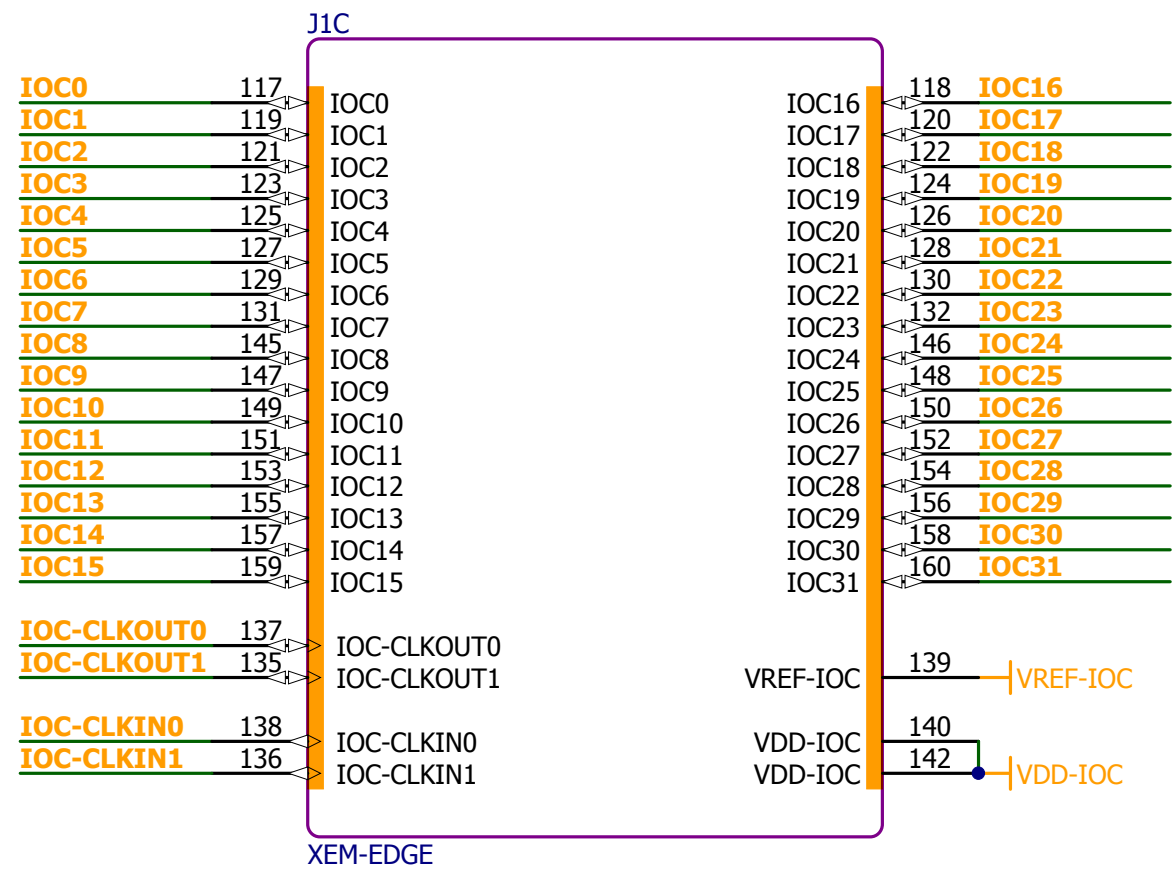 J1C
IOC0 117 IOC0 IOC16 118 IOC16
IOC1 119 IOC1 IOC17 120 IOC17
IOC2 121 IOC2 IOC18 122 IOC18
IOC3 123 IOC3 IOC19 124 IOC19
IOC4 125 IOC4 IOC20 126 IOC20
IOC5 127 IOC5 IOC21 128 IOC21
IOC6 129 IOC6 IOC22 130 IOC22
IOC7 131 IOC7 IOC23 132 IOC23
IOC8 145 IOC8 IOC24 146 IOC24
IOC9 147 IOC9 IOC25 148 IOC25
IOC10 149 IOC10 IOC26 150 IOC26
IOC11 151 IOC11 IOC27 152 IOC27
IOC12 153 IOC12 IOC28 154 IOC28
IOC13 155 IOC13 IOC29 156 IOC29
IOC14 157 IOC14 IOC30 158 IOC30
IOC15 159 IOC15 IOC31 160 IOC31
IOC-CLKOUT0 137 IOC-CLKOUT0
IOC-CLKOUT1 135 IOC-CLKOUT1 VREF-IOC 139 VREF-IOC
IOC-CLKIN0 138 IOC-CLKIN0 VDD-IOC 140
IOC-CLKIN1 136 IOC-CLKIN1 VDD-IOC 142 VDD-IOC
XEM-EDGE